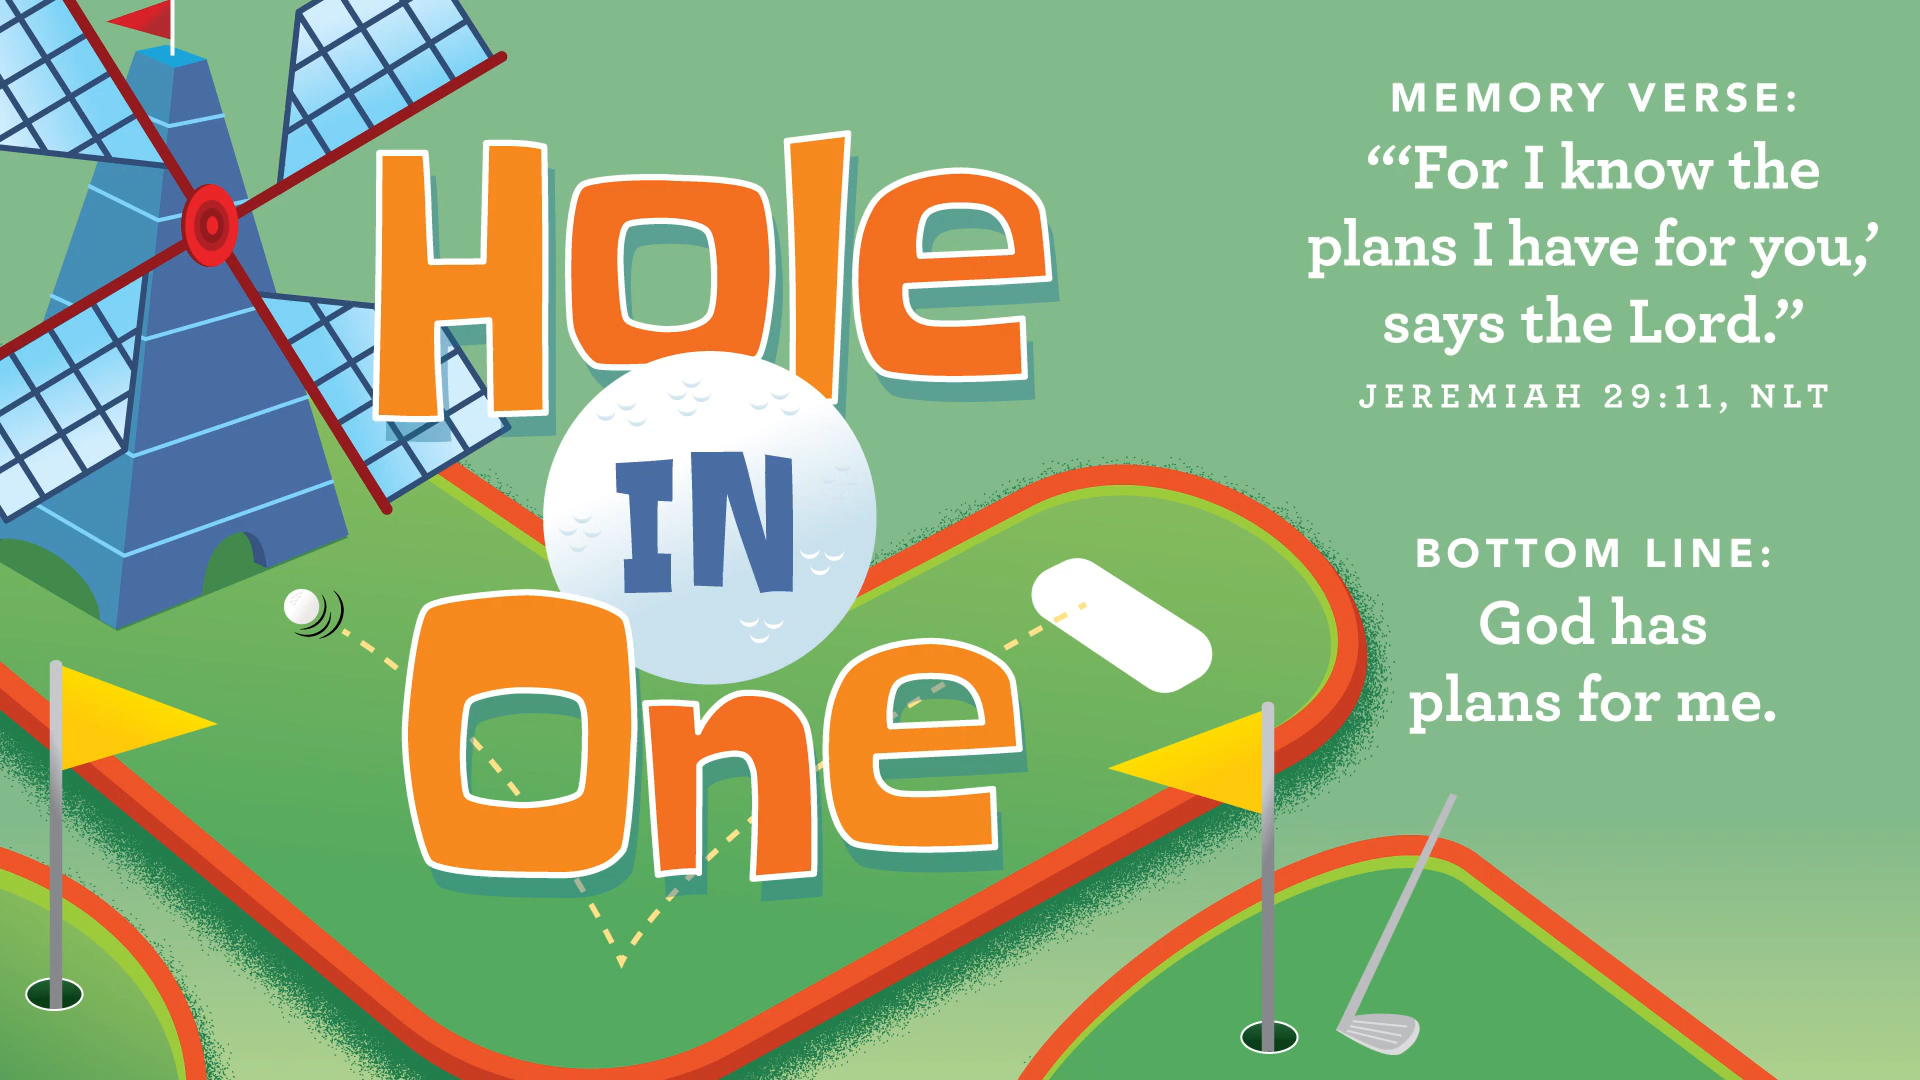 Hole
IN
One
MEMORY VERSE:
“‘For I know the
plans I have for you,’
says the Lord.”
JEREMIAH 29:11, NLT
BOTTOM LINE:
God has
plans for me.